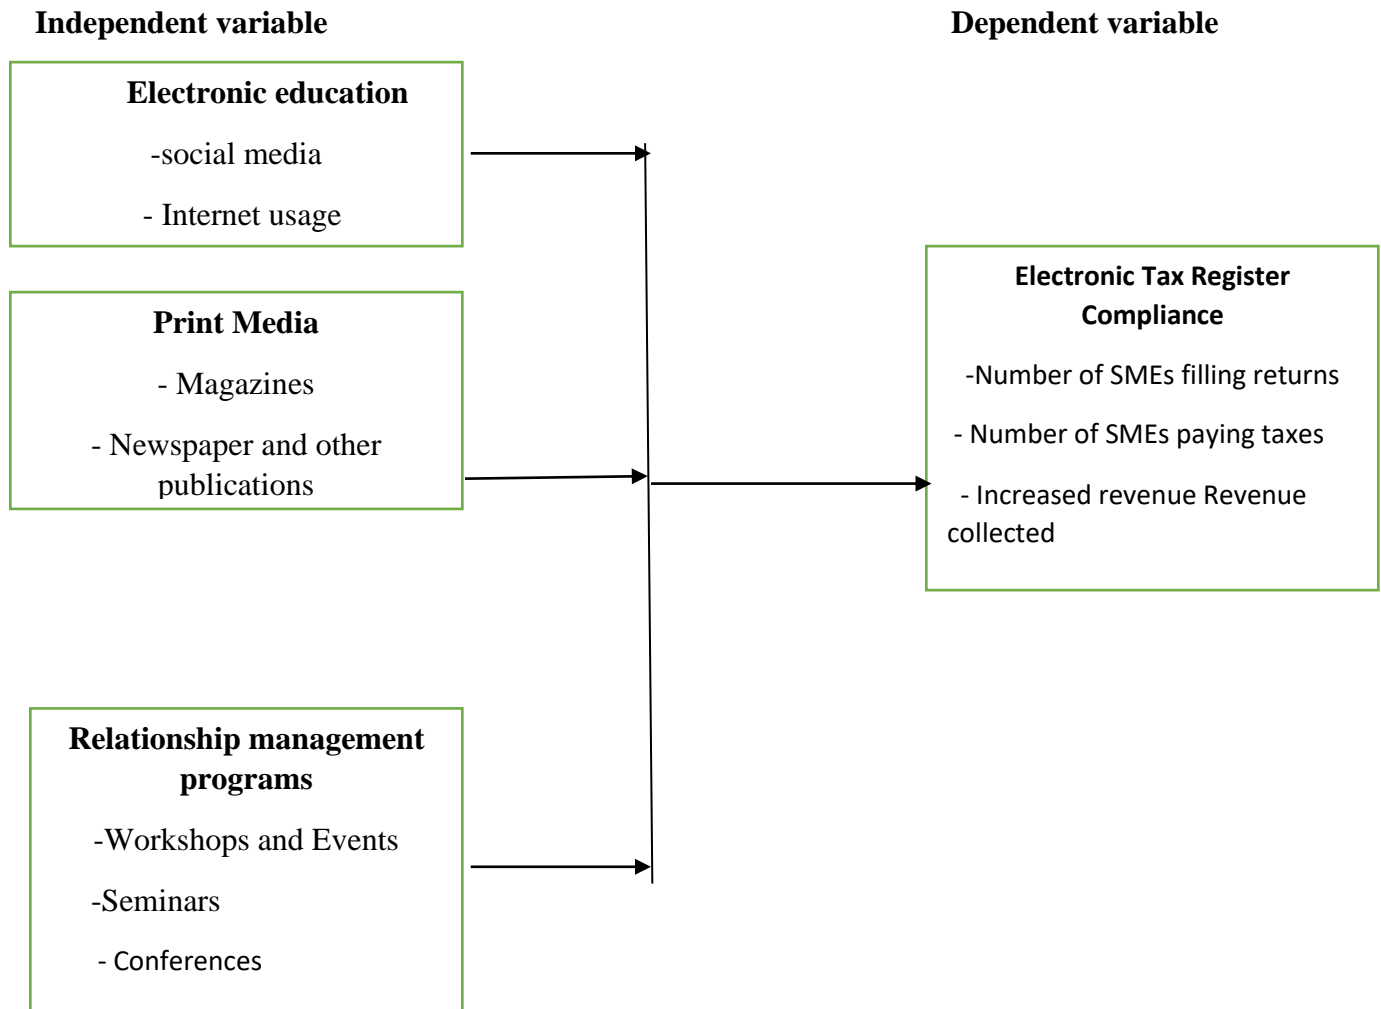 Independent variable
Dependent variable
Electronic education
-social media
- Internet usage
Print Media
- Magazines
- Newspaper and other
publications
Relationship management
programs
-Workshops and Events
-Seminars
- Conferences
Electronic Tax Register
Compliance
-Number of SMEs filling returns
- Number of SMEs paying taxes
- Increased revenue Revenue
collected